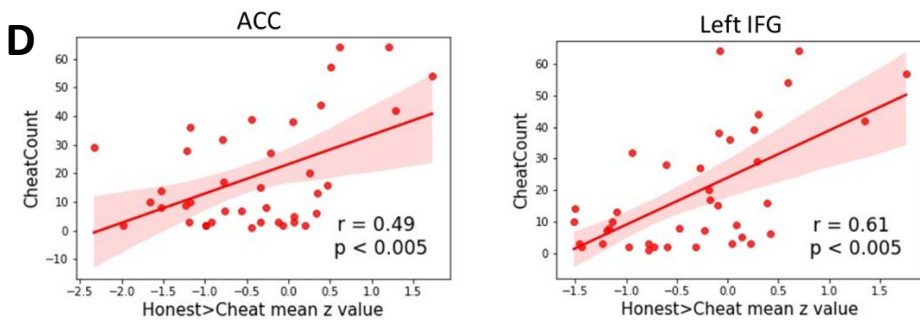 D
ACC
CheatCount
60
50
40
30
20
10
0
−10
r = 0.49
p < 0.005
−2.5 −2.0 −1.5 −1.0 −0.5 0.0 0.5 1.0 1.5
Honest>Cheat mean z value
Left IFG
CheatCount
60
50
40
30
20
10
0
r = 0.61
p < 0.005
−1.5 −1.0 −0.5 0.0 0.5 1.0 1.5
Honest>Cheat mean z value